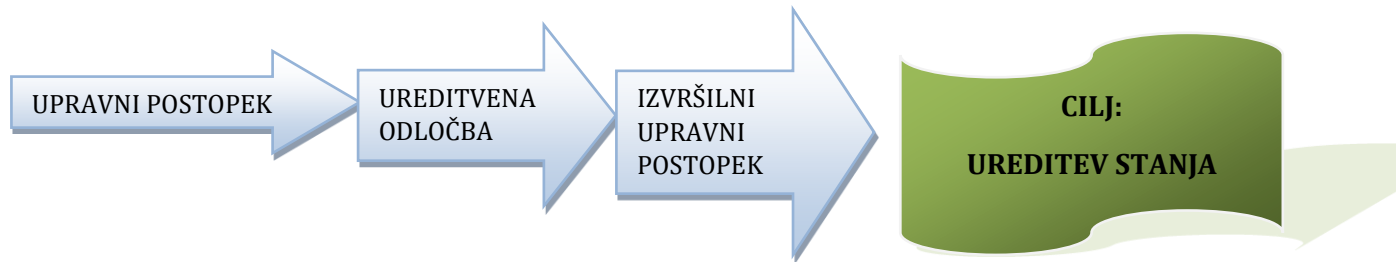 UPRAVNI POSTOPEK
UREDITVENA
ODLOČBA
IZVRŠILNI
UPRAVNI
POSTOPEK
CILJ:
UREDITEV STANJA